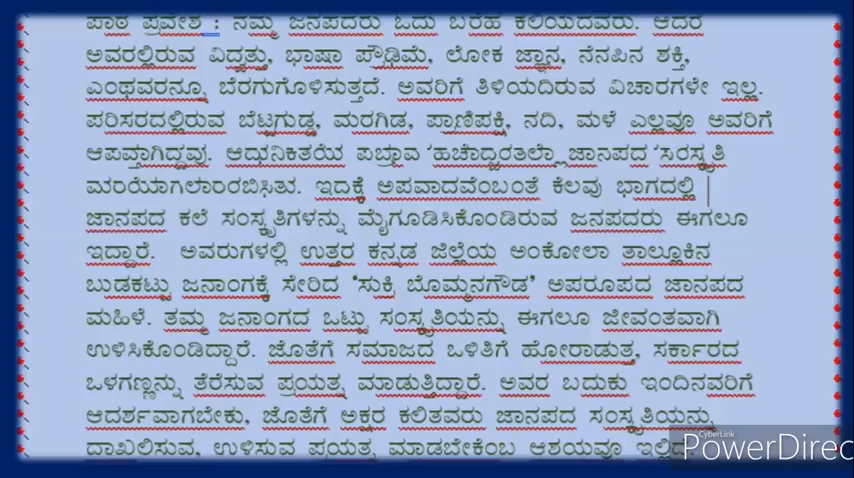 ಪಾಠ ಪ್ರವೇಶ : ನಮ್ಮ ಜನಪದರು ಓದು ಬರೆಹ ಕಲಿಯದವರು. ಆದರೆ
ಅವರಲ್ಲಿರುವ ವಿದ್ವತ್ತು, ಭಾಷಾ ಪ್ರೌಢಿಮೆ, ಲೋಕ ಜ್ಞಾನ, ನೆನಪಿನ ಶಕ್ತಿ,
ಎಂಥವರನ್ನೂ ಬೆರಗುಗೊಳಿಸುತ್ತದೆ. ಅವರಿಗೆ ತಿಳಿಯದಿರುವ ವಿಚಾರಗಳೇ ಇಲ್ಲ.
ಪರಿಸರದಲ್ಲಿರುವ ಬೆಟ್ಟಗುಡ್ಡ, ಮರಗಿಡ, ಪ್ರಾಣಿಪಕ್ಷಿ, ನದಿ, ಮಳೆ ಎಲ್ಲವೂ ಅವರಿಗೆ
ಆಪ್ತವಾಗಿದ್ದವು. ಆಧುನಿಕತೆಯ ಜಾನಪದ
ಇದಕ್ಕೆ ಅಪವಾದವೆಂಬಂತೆ ಕೆಲವು ಭಾಗದಲ್ಲಿ
ಜಾನಪದ ಕಲೆ ಸಂಸ್ಕೃತಿಗಳನ್ನು ಮೈಗೂಡಿಸಿಕೊಂಡಿರುವ ಜನಪದರು ಈಗಲೂ
ಇದ್ದಾರೆ. ಅವರುಗಳಲ್ಲಿ ಉತ್ತರ ಕನ್ನಡ ಜಿಲ್ಲೆಯ ಅಂಕೋಲಾ ತಾಲ್ಲೂಕಿನ
ಬುಡಕಟ್ಟು ಜನಾಂಗಕ್ಕೆ ಸೇರಿದ 'ಸುಕ್ರಿ ಬೊಮ್ಮನಗೌಡ' ಅಪರೂಪದ ಜಾನಪದ
ಮಹಿಳೆ. ತಮ್ಮ ಜನಾಂಗದ ಒಟ್ಟು ಸಂಸ್ಕೃತಿಯನ್ನು ಈಗಲೂ ಜೀವಂತವಾಗಿ
ಉಳಿಸಿಕೊಂಡಿದ್ದಾರೆ. ಜೊತೆಗೆ ಸಮಾಜದ ಒಳಿತಿಗೆ ಹೋರಾಡುತ್ತ, ಸರ್ಕಾರದ
ಒಳಗಣ್ಣನ್ನು ತೆರೆಸುವ ಪ್ರಯತ್ನ ಮಾಡುತ್ತಿದ್ದಾರೆ. ಅವರ ಬದುಕು ಇಂದಿನವರಿಗೆ
ಆದರ್ಶವಾಗಬೇಕು, ಜೊತೆಗೆ ಅಕ್ಷರ ಕಲಿತವರು ಜಾನಪದ ಸಂಸ್ಕೃತಿಯನ್ನು
ದಾಖಲಿಸುವ, ಉಳಿಸುವ ಪ್ರಯತ್ನ ಮಾಡಬೇಕೆಂಬ ಆಶಯವೂ ಇಲ್ಲಿದೆ.
CyberLink
PowerDirec